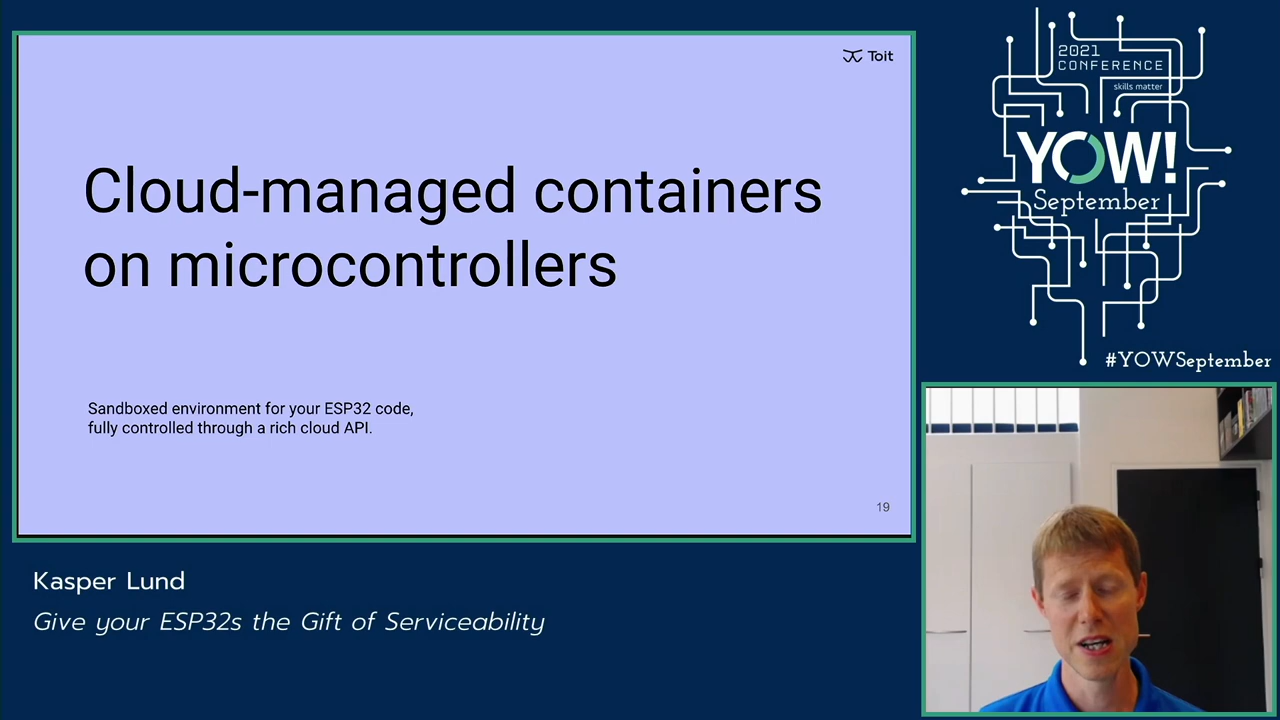 Toit
Cloud-managed containers
on microcontrollers
Sandboxed environment for your ESP32 code,
fully controlled through a rich cloud API.
19
2021
CONFERENCE
skills matter
YOW!
September
#YOWSeptember
Kasper Lund
Give your ESP32s the Gift of Serviceability